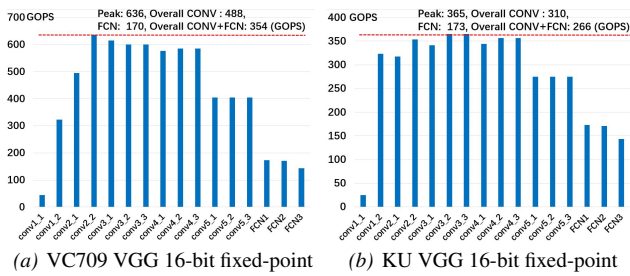 700 GOPS
Peak: 636, Overall CONV : 488,
FCN: 170, Overall CONV+FCN: 354 (GOPS)
600
500
400
300
200
100
0
conv1_1
conv1_2
conv2_1
conv2_2
conv3_1
conv3_2
conv3_3
conv4_1
conv4_2
conv4_3
conv5_1
conv5_2
conv5_3
FCN1
FCN2
FCN3
(a) VC709 VGG 16-bit fixed-point
400 GOPS
Peak: 365, Overall CONV : 310,
FCN: 173, Overall CONV+FCN: 266 (GOPS)
350
300
250
200
150
100
50
0
conv1_1
conv1_2
conv2_1
conv2_2
conv3_1
conv3_2
conv3_3
conv4_1
conv4_2
conv4_3
conv5_1
conv5_2
conv5_3
FCN1
FCN2
FCN3
(b) KU VGG 16-bit fixed-point